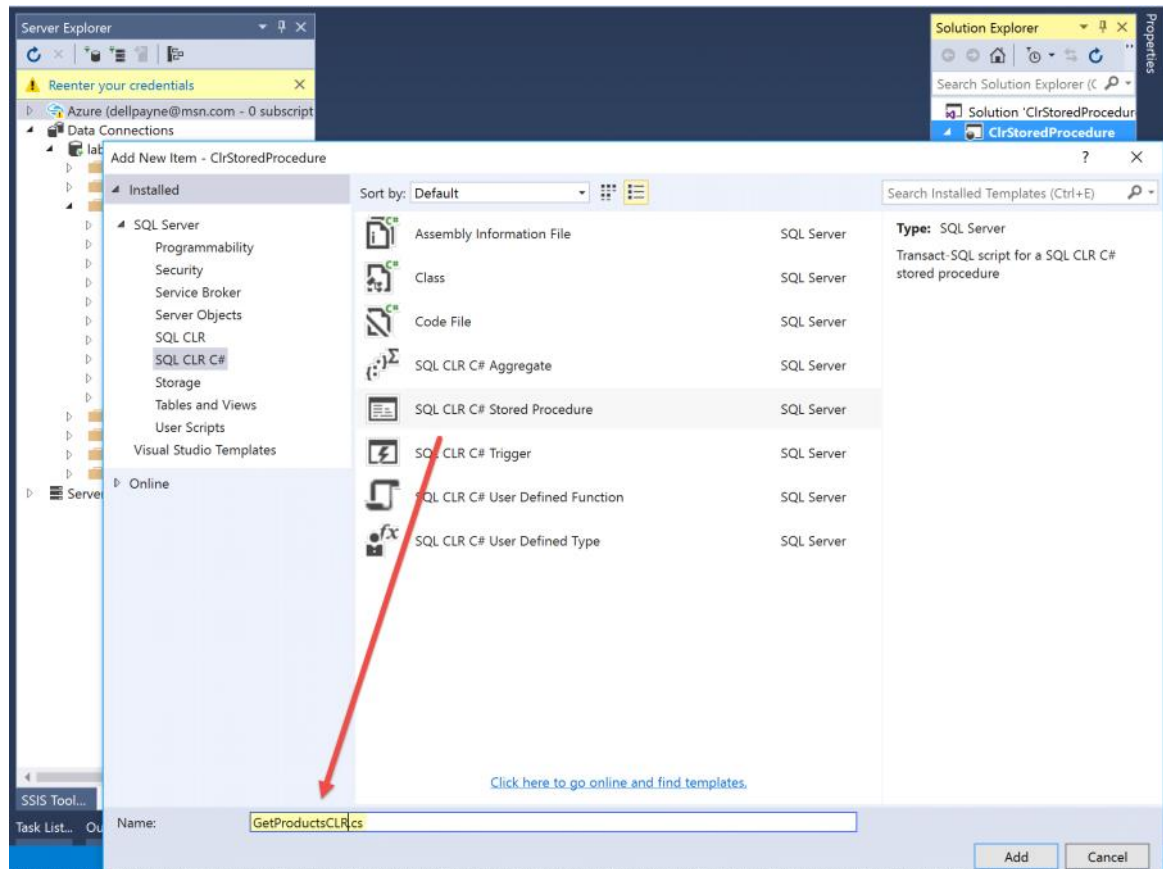 Server Explorer
Reenter your credentials
Azure (dellpayne@msn.com - 0 subscript
Data Connections
lab
Server
SSIS Tool...
Task List... Ou
Solution Explorer
Search Solution Explorer (C
Solution 'ClrStoredProcedur
ClrStoredProcedure
Properties
Add New Item - ClrStoredProcedure
? ×
Installed
SQL Server
Programmability
Security
Service Broker
Server Objects
SQL CLR
SQL CLR C#
Storage
Tables and Views
User Scripts
Visual Studio Templates
Online
Sort by: Default
Assembly Information File SQL Server
Class SQL Server
Code File SQL Server
SQL CLR C# Aggregate SQL Server
SQL CLR C# Stored Procedure SQL Server
SQL CLR C# Trigger SQL Server
SQL CLR C# User Defined Function SQL Server
SQL CLR C# User Defined Type SQL Server
Click here to go online and find templates.
Search Installed Templates (Ctrl+E)
Type: SQL Server
Transact-SQL script for a SQL CLR C#
stored procedure
Name: GetProductsCLR.cs
Add Cancel